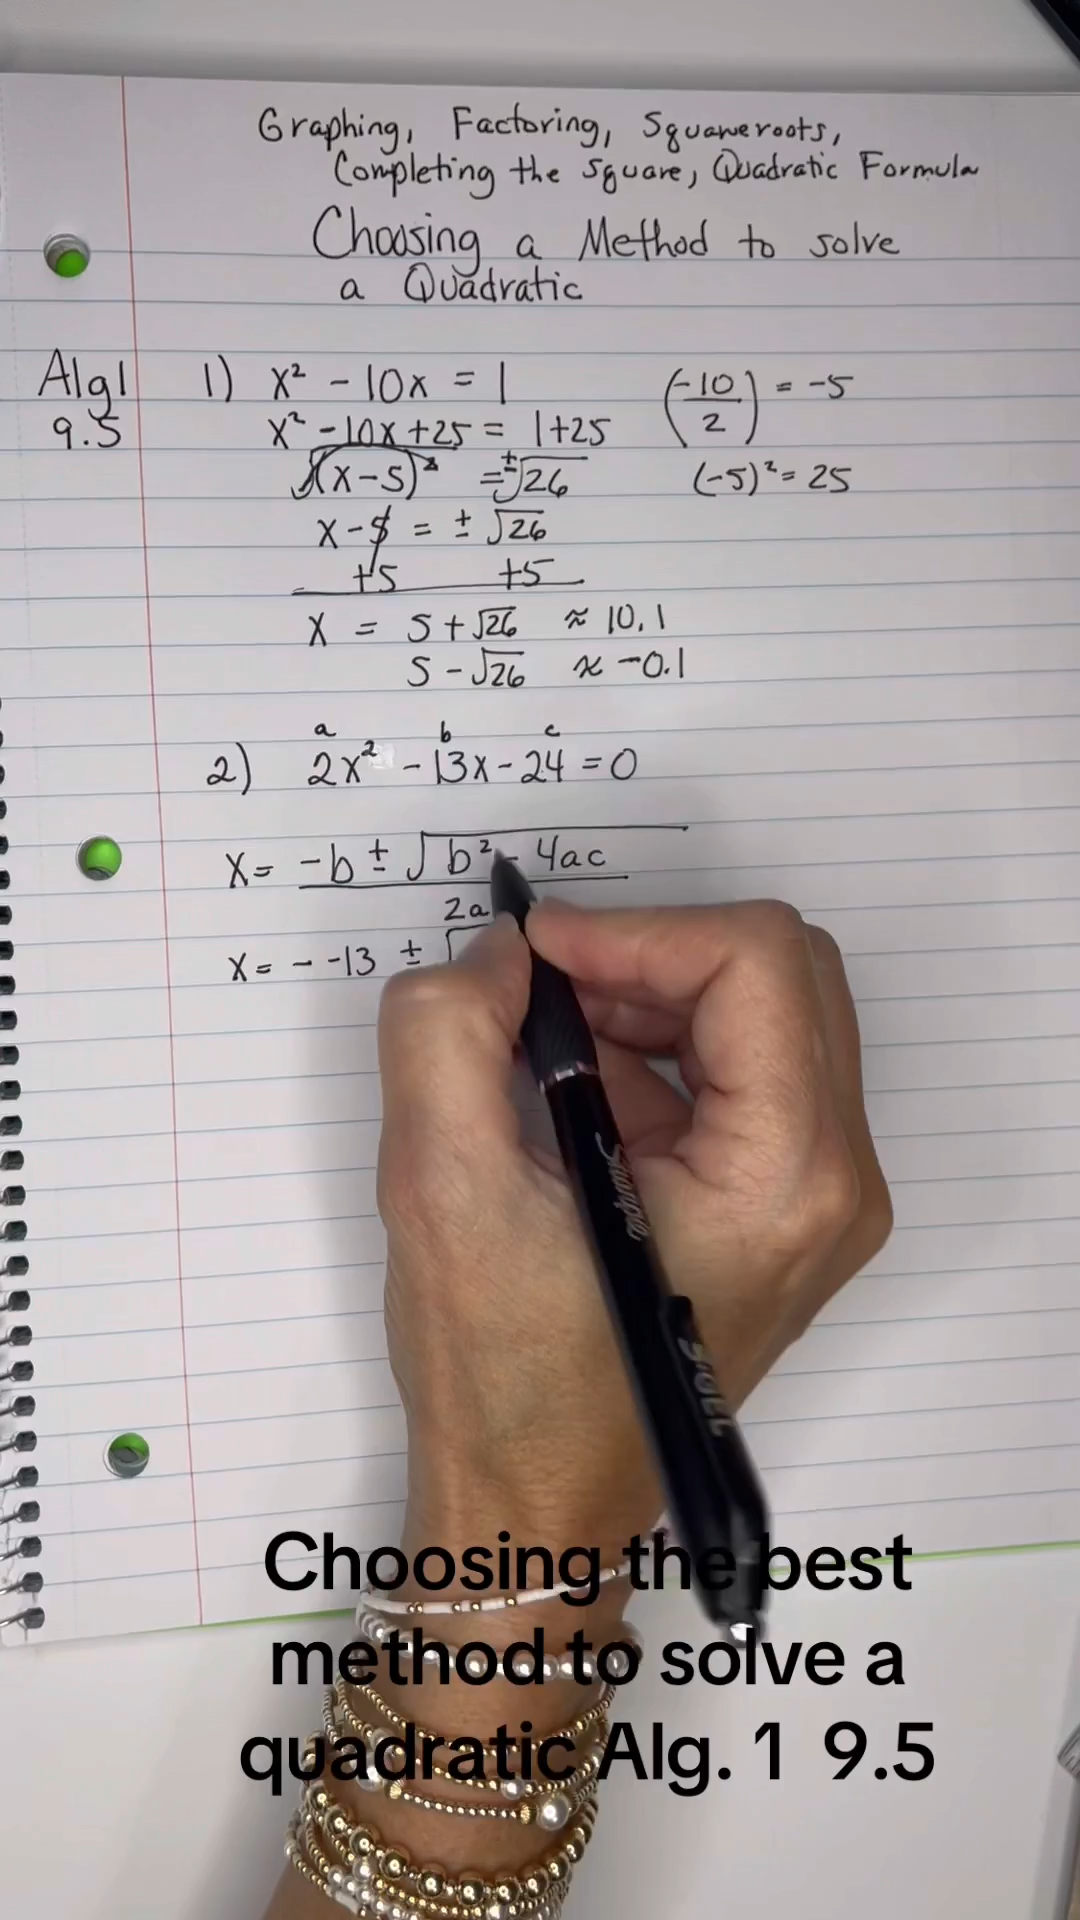 Graphing, Factoring, Squareroots,
Completing the square, Quadratic Formula
Choosing a Method to solve
a Quadratic
Alg1
9.5
1) x² - 10x = 1
(-10/2) = -5
x² - 10x + 25 = 1+25
√(x-5)² = ±√26
(-5)² = 25
x - 5 = ± √26
+5 +5
x = 5 + √26 ≈ 10.1
5 - √26 ≈ -0.1
a b c
2) 2x² - 13x - 24 = 0
x = -b ± √b² - 4ac
2a
x = - -13 ± √
Sharpie
S·GEL
Choosing the best
method to solve a
quadratic Alg. 1 9.5